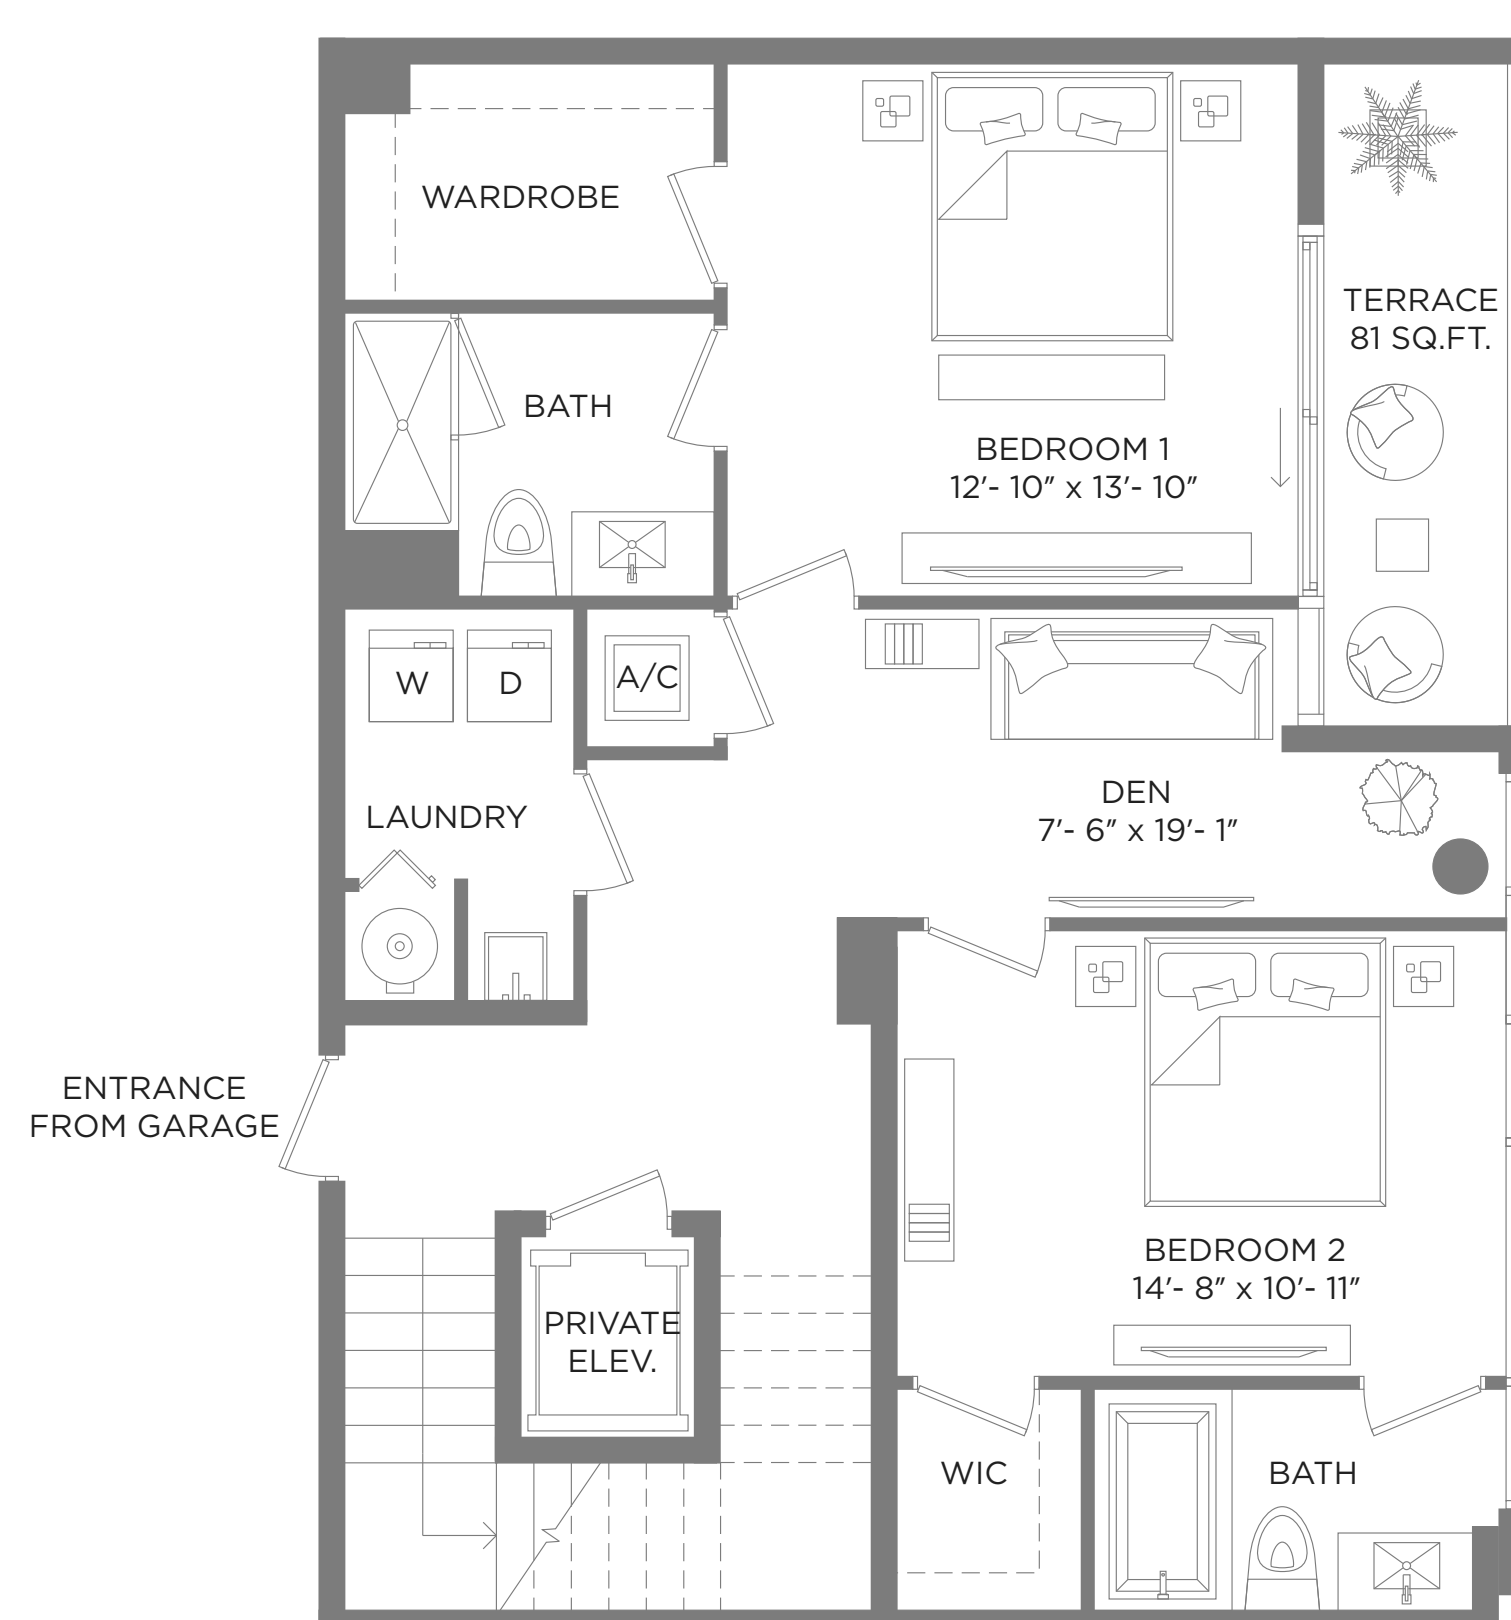 WARDROBE
TERRACE
81 SQ.FT.
BATH
BEDROOM 1
12'- 10" x 13'- 10"
W
D
A/C
DEN
7'- 6" x 19'- 1"
LAUNDRY
ENTRANCE
FROM GARAGE
BEDROOM 2
14'- 8" x 10'- 11"
PRIVATE
ELEV.
WIC
BATH